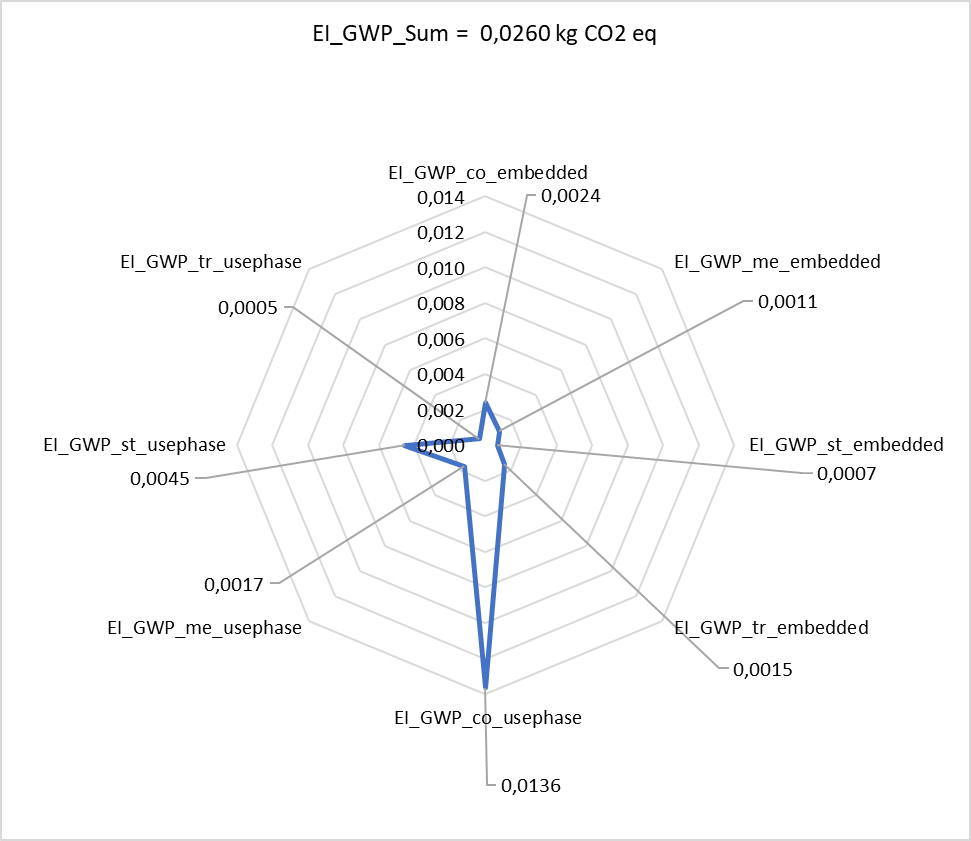 EI_GWP_Sum = 0,0260 kg CO2 eq
EI_GWP_co_embedded
0,0024
0,014
0,012
0,010
0,008
0,006
0,004
0,002
0,000
EI_GWP_tr_usephase
0,0005
EI_GWP_me_embedded
0,0011
EI_GWP_st_usephase
0,0045
EI_GWP_st_embedded
0,0007
0,0017
EI_GWP_me_usephase
EI_GWP_tr_embedded
0,0015
EI_GWP_co_usephase
0,0136